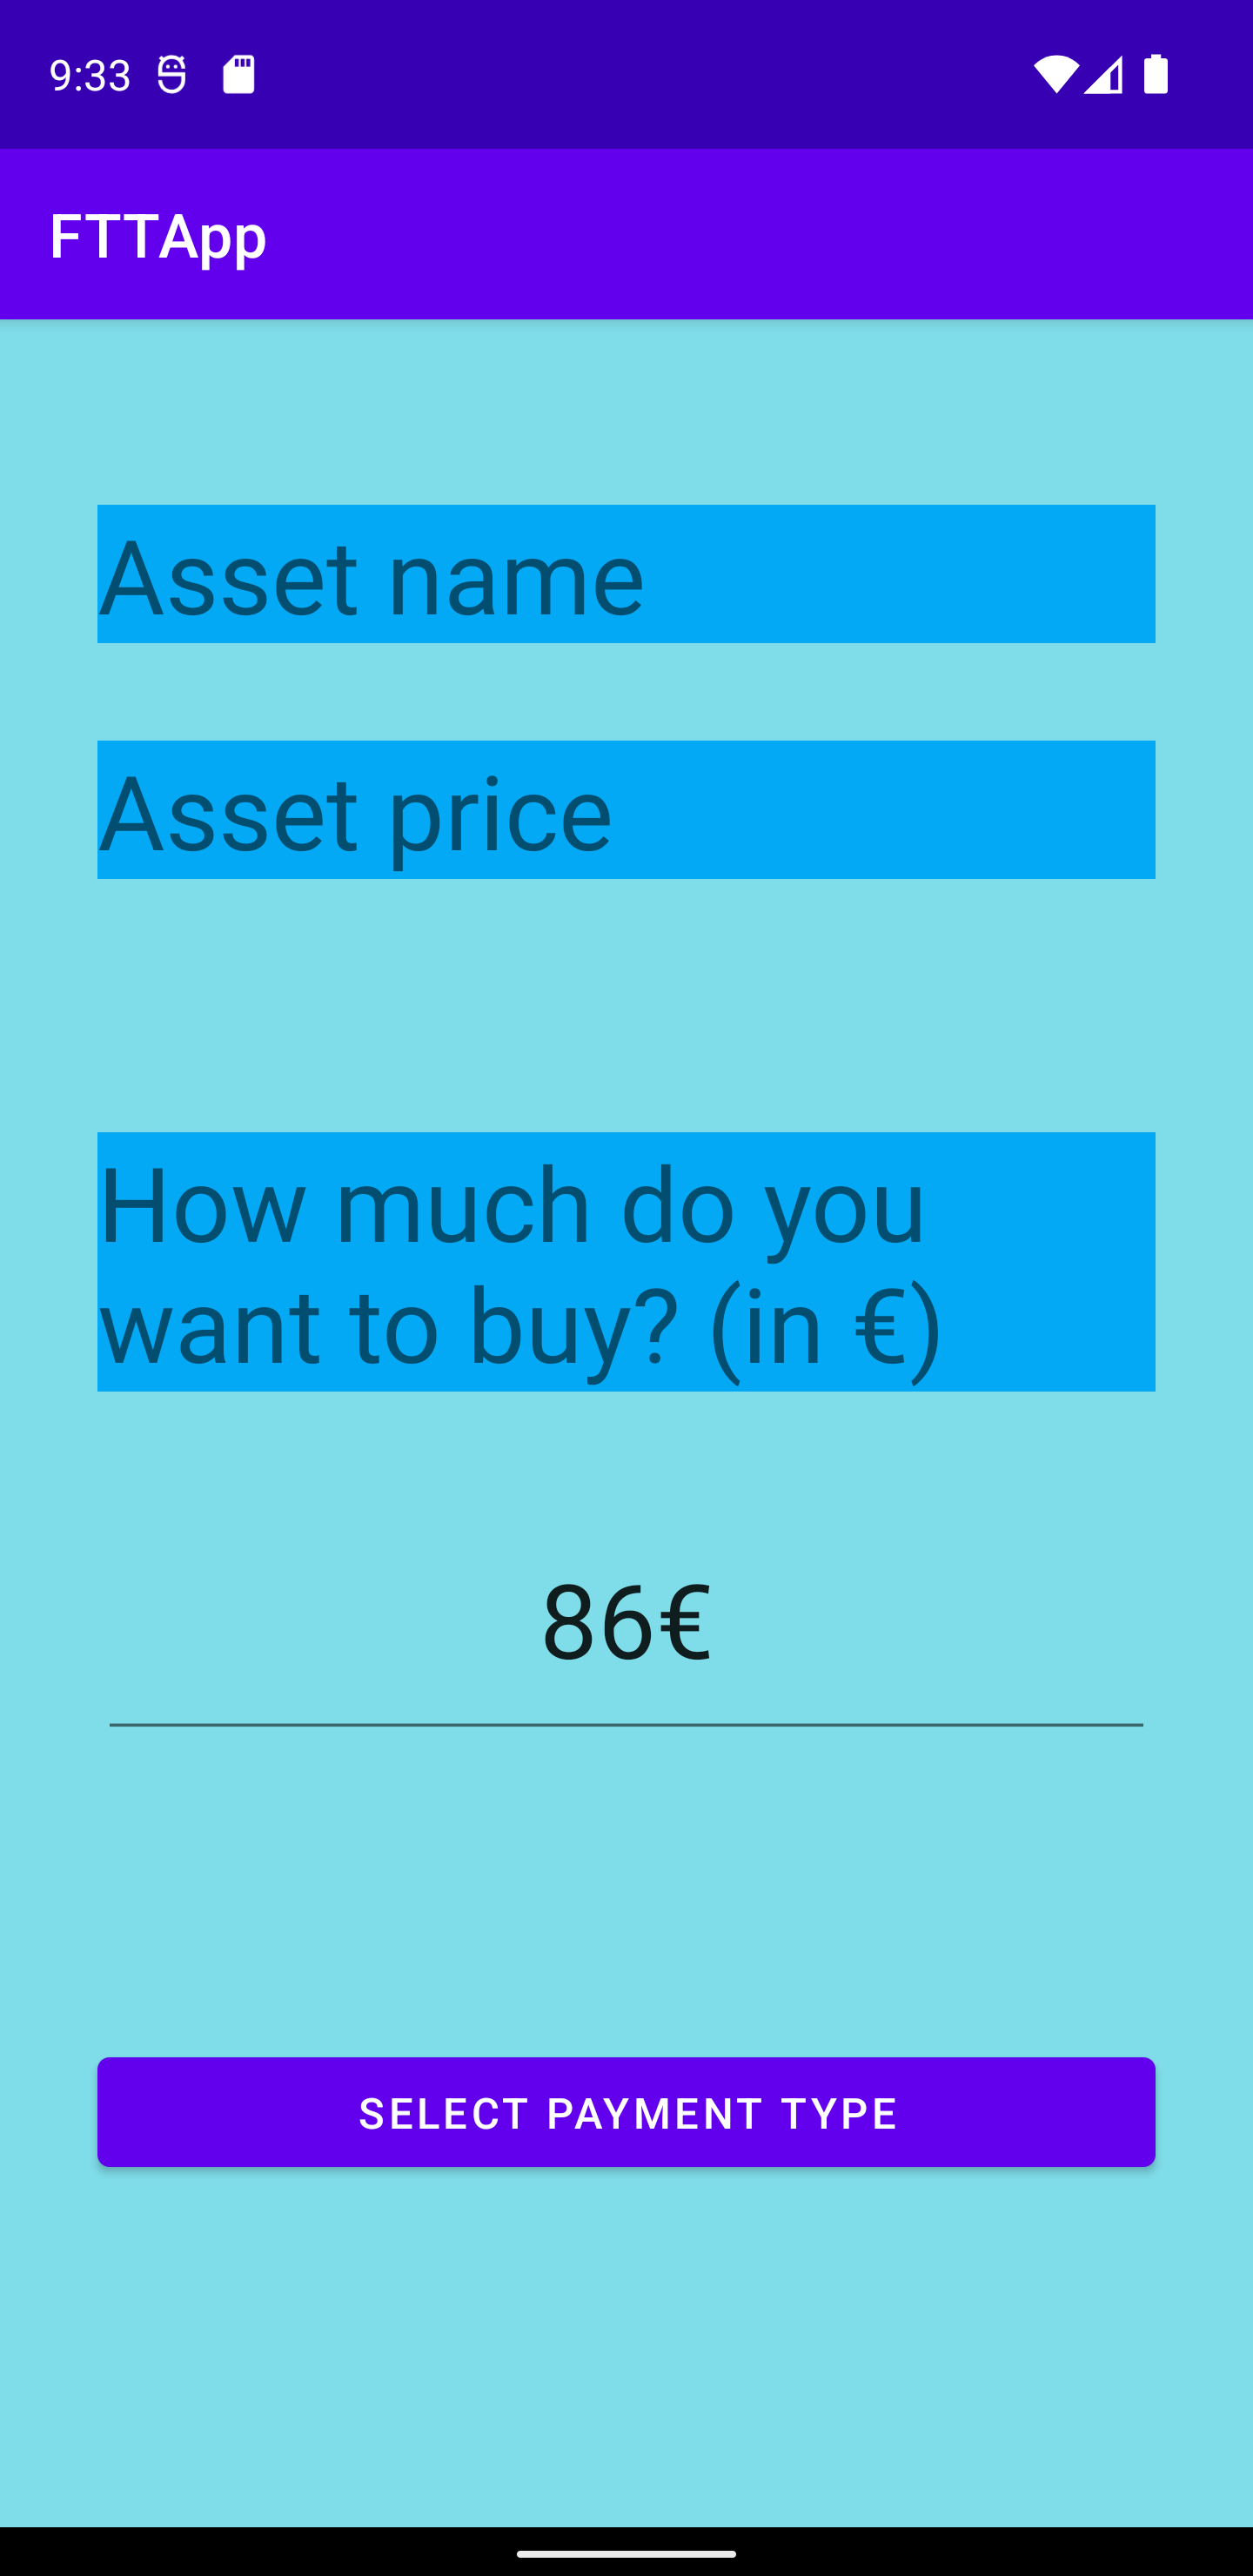 9:33
FTTApp
Asset name
Asset price
How much do you
want to buy? (in €)
86€
SELECT PAYMENT TYPE